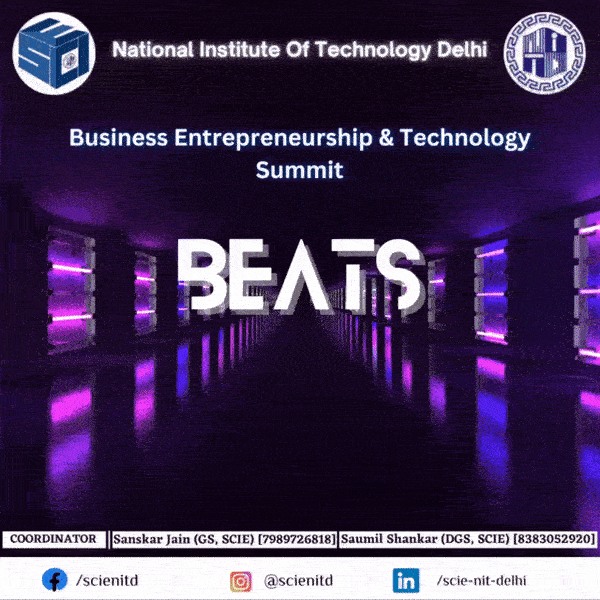 National Institute Of Technology Delhi
Business Entrepreneurship & Technology
Summit
BEATS
COORDINATOR Sanskar Jain (GS, SCIE) [7989726818] Saumil Shankar (DGS, SCIE) [8383052920]
/scienitd @scienitd /scie-nit-delhi